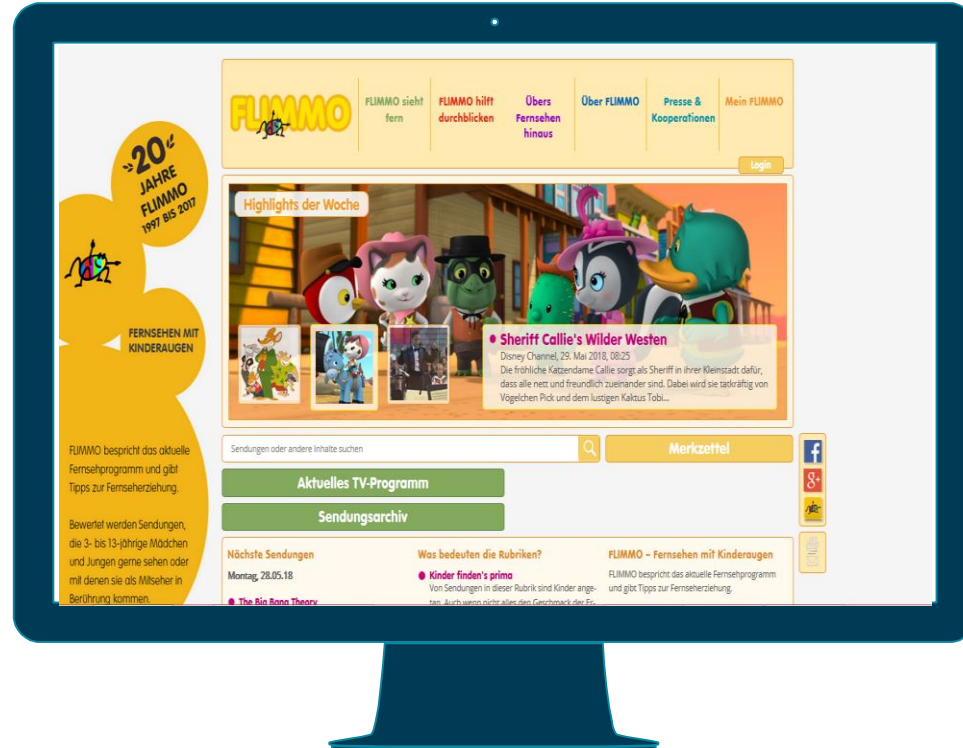 FLIMMO
FLIMMO sieht
fern
FLIMMO hilft
durchblicken
Übers
Fernsehen
hinaus
Über FLIMMO
Presse &
Kooperationen
Mein FLIMMO
Login
»20«
JAHRE
FLIMMO
1997 BIS 2017
FERNSEHEN MIT
KINDERAUGEN
FLIMMO bespricht das aktuelle
Fernsehprogramm und gibt
Tipps zur Fernseherziehung.
Bewertet werden Sendungen,
die 3- bis 13-jährige Mädchen
und Jungen gerne sehen oder
mit denen sie als Mitseher in
Berührung kommen.
Highlights der Woche
Sheriff Callie's Wilder Westen
Disney Channel, 29. Mai 2018, 08:25
Die fröhliche Katzendame Callie sorgt als Sheriff in ihrer Kleinstadt dafür,
dass alle nett und freundlich zueinander sind. Dabei wird sie tatkräftig von
Vögelchen Pick und dem lustigen Kaktus Tobi...
Sendungen oder andere Inhalte suchen
Merkzettel
Aktuelles TV-Programm
Sendungsarchiv
f
g+
Nächste Sendungen
Montag, 28.05.18
The Big Bang Theory
Was bedeuten die Rubriken?
Kinder finden's prima
Von Sendungen in dieser Rubrik sind Kinder ange-
tan. Auch wenn nicht alles den Geschmack der Er-
FLIMMO – Fernsehen mit Kinderaugen
FLIMMO bespricht das aktuelle Fernsehprogramm
und gibt Tipps zur Fernseherziehung.